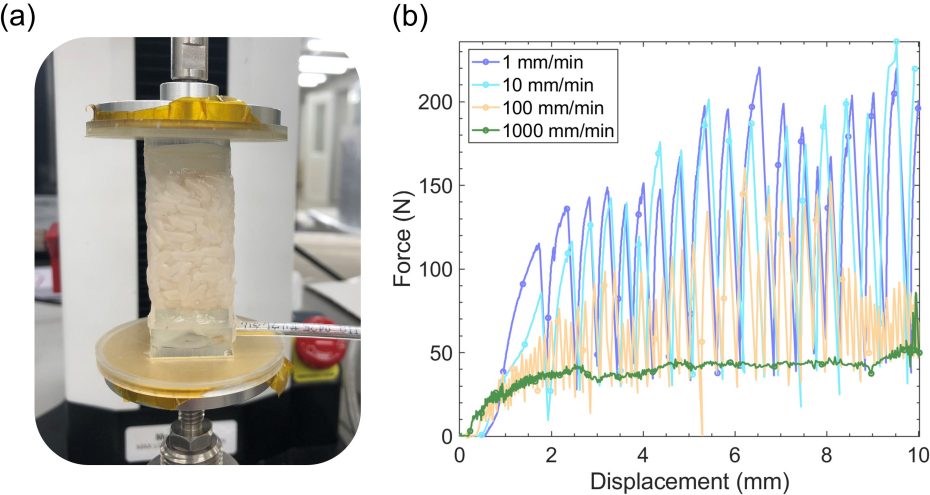 (a)
(b)
1 mm/min
10 mm/min
100 mm/min
1000 mm/min
Force (N)
200
150
100
50
0
0 2 4 6 8 10
Displacement (mm)